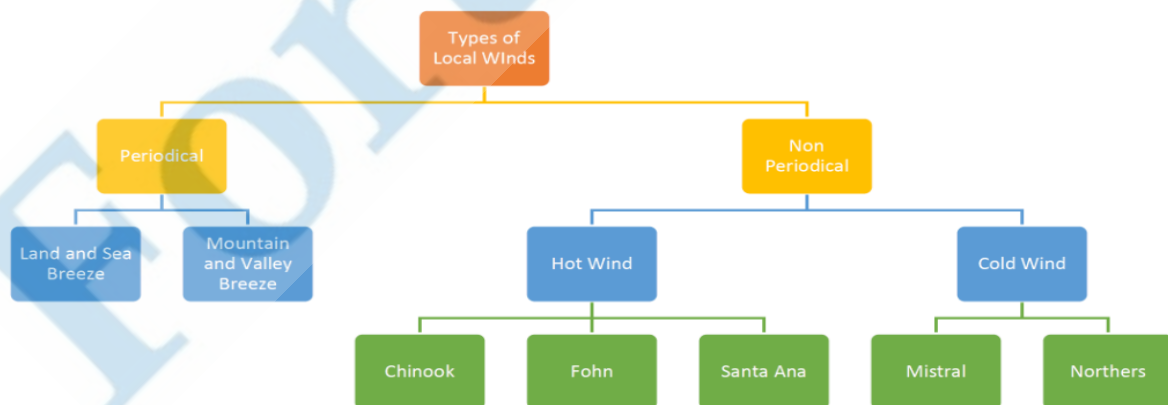 Types of
Local WInds
Periodical
Non
Periodical
Land and Sea
Breeze
Mountain
and Valley
Breeze
Hot Wind
Cold Wind
Chinook
Fohn
Santa Ana
Mistral
Northers